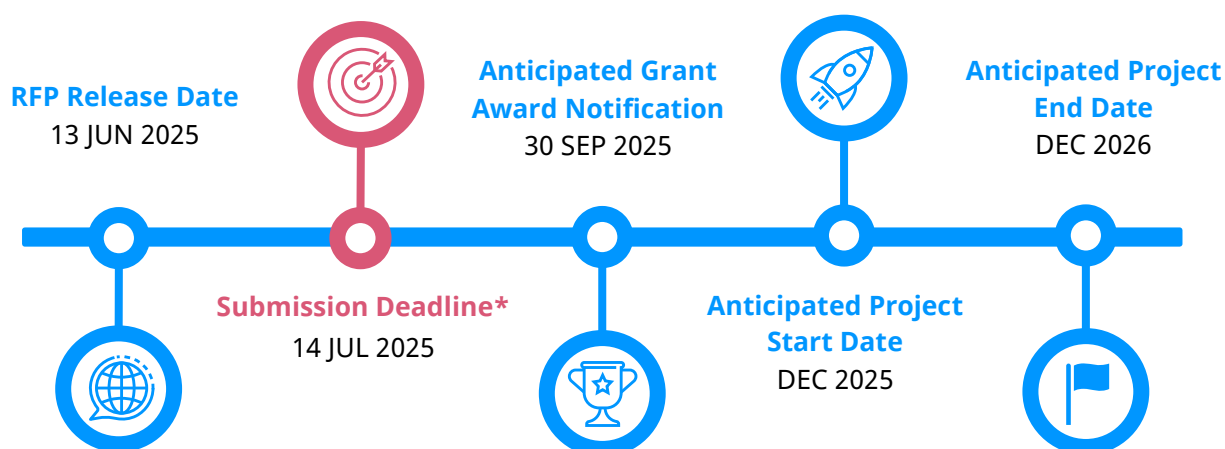 RFP Release Date
13 JUN 2025
Submission Deadline*
14 JUL 2025
Anticipated Grant
Award Notification
30 SEP 2025
Anticipated Project
Start Date
DEC 2025
Anticipated Project
End Date
DEC 2026